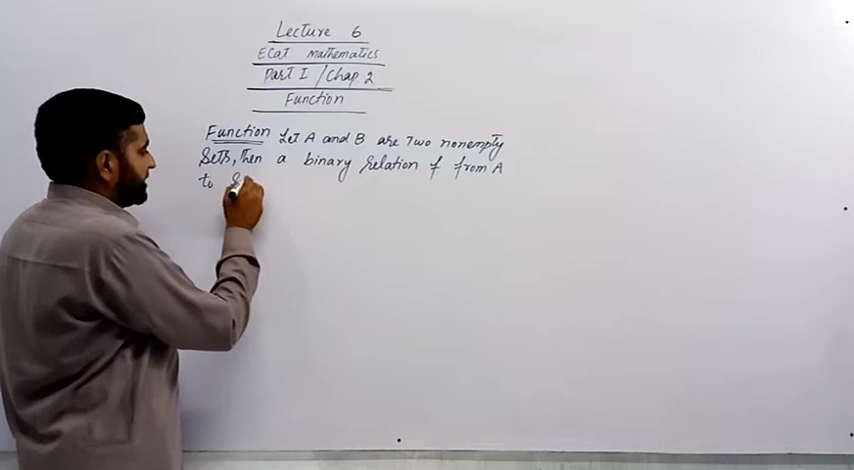 Lecture 6
ECat Mathematics
Part I / Chap 2
Function
Function Let A and B are Two nonempty
Sets, Then a binary relation f from A
to